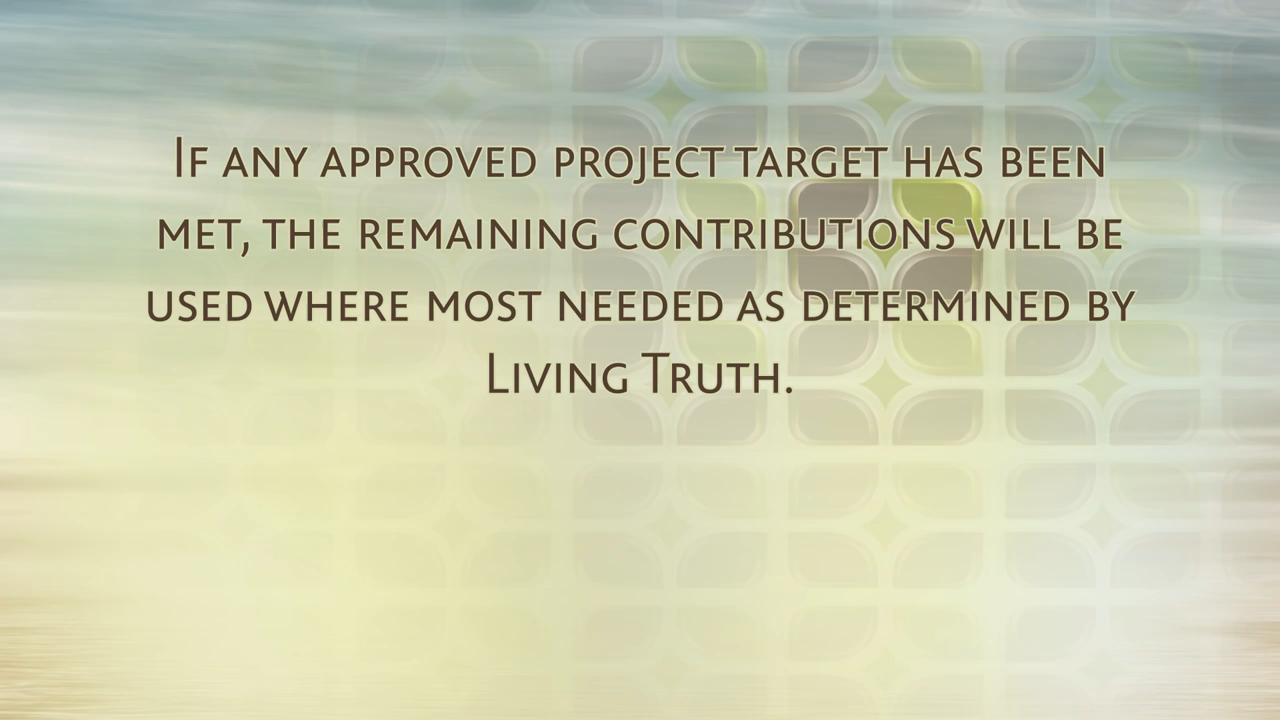 If any approved project target has been
met, the remaining contributions will be
used where most needed as determined by
Living Truth.